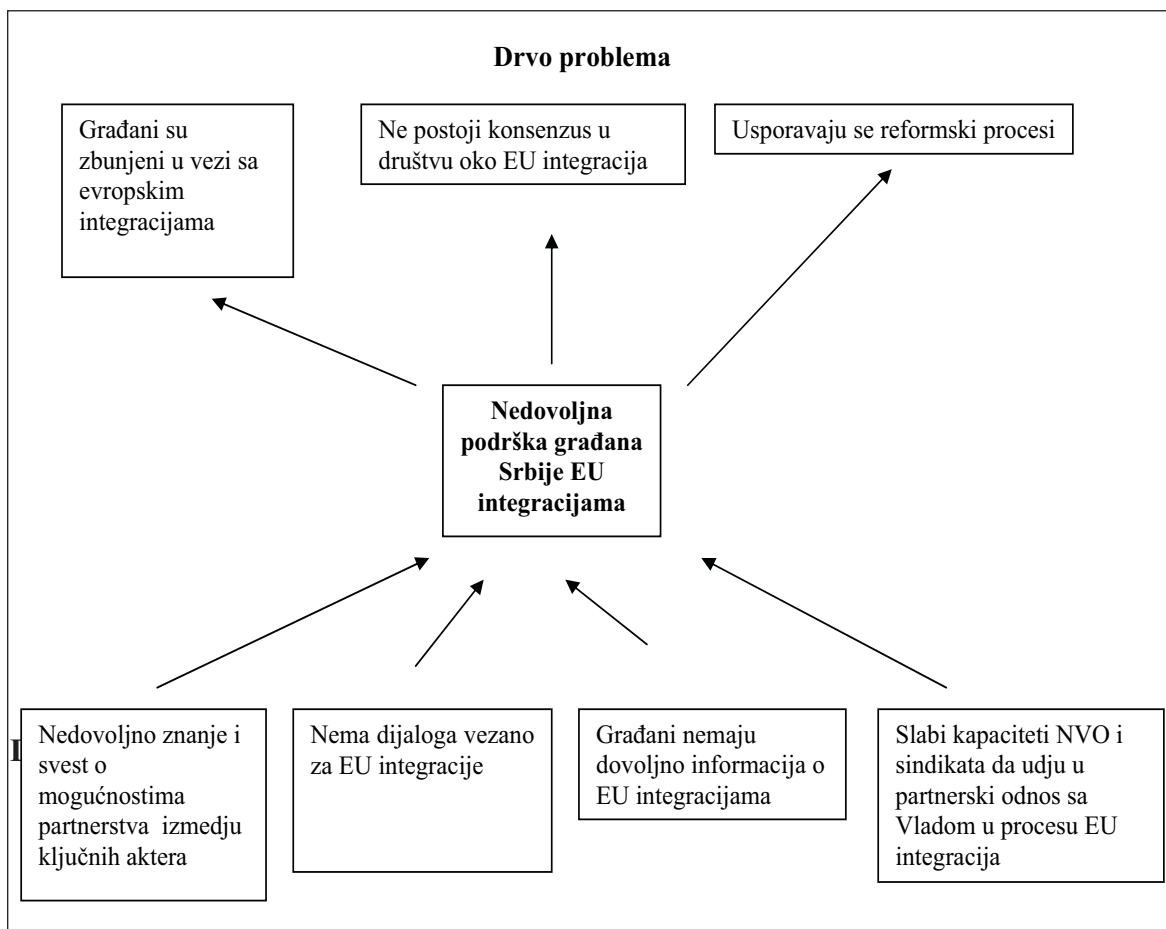 Drvo problema
Građani su
zbunjeni u vezi sa
evropskim
integracijama
Ne postoji konsenzus u
društvu oko EU integracija
Usporavaju se reformski procesi
Nedovoljna
podrška građana
Srbije EU
integracijama
Nedovoljno znanje i
svest o
mogućnostima
partnerstva izmedju
ključnih aktera
Nema dijaloga vezano
za EU integracije
Građani nemaju
dovoljno informacija o
EU integracijama
Slabi kapaciteti NVO i
sindikata da udju u
partnerski odnos sa
Vladom u procesu EU
integracija